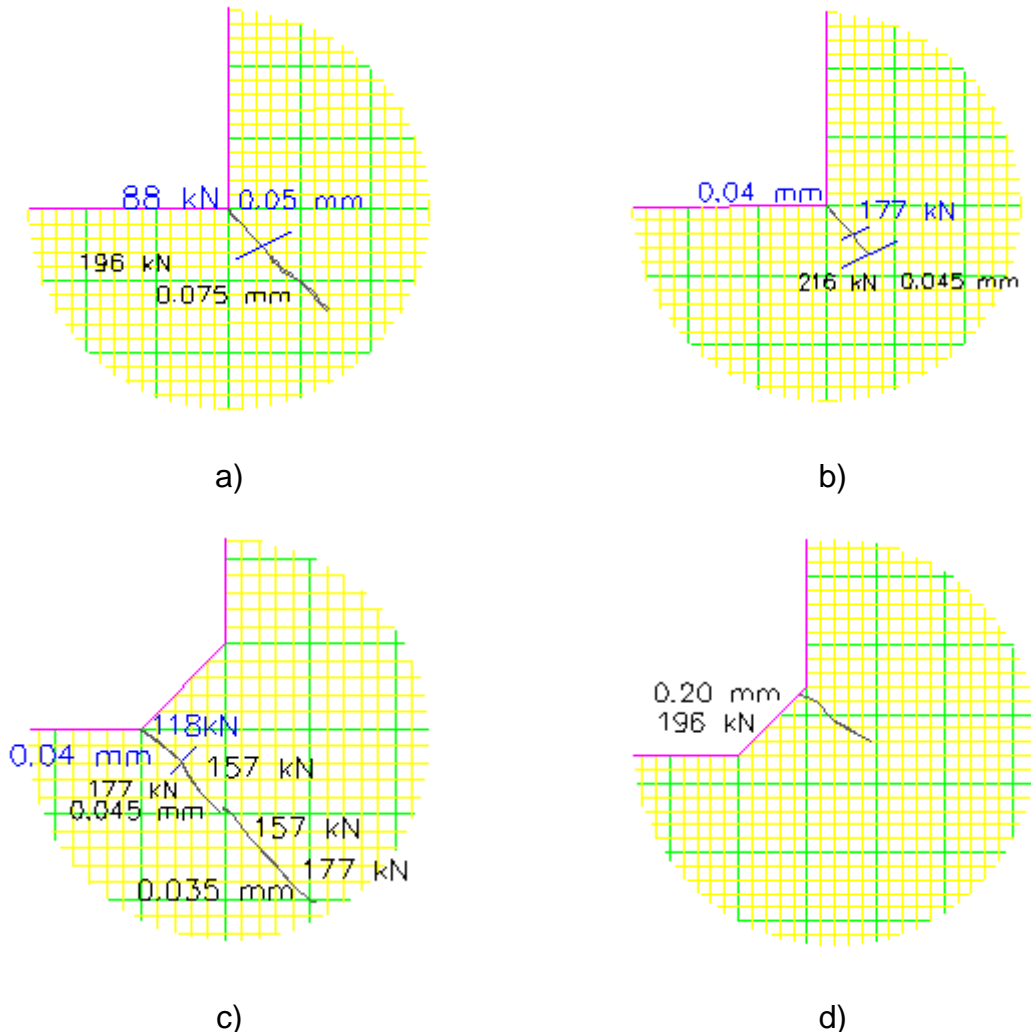 88 kN 0.05 mm
196 kN
0.075 mm
a)
0.04 mm
177 kN
216 kN 0.045 mm
b)
118kN
0.04 mm
157 kN
177 kN
0.045 mm
157 kN
177 kN
0.035 mm
c)
0.20 mm
196 kN
d)